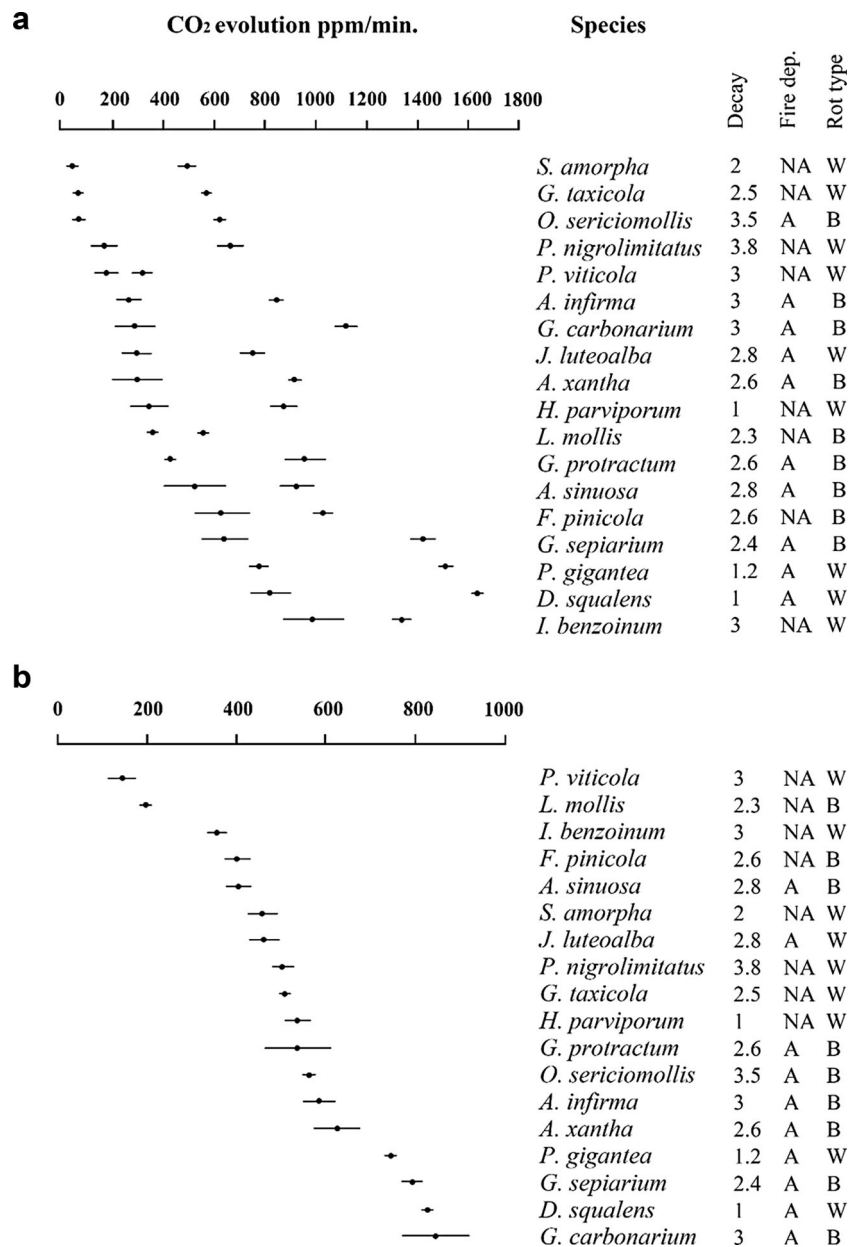 a
CO₂ evolution ppm/min. Species
Decay Fire dep. Rot type
0 200 400 600 800 1000 1200 1400 1600 1800
S. amorpha 2 NA W
G. taxicola 2.5 NA W
O. sericiomollis 3.5 A B
P. nigrolimitatus 3.8 NA W
P. viticola 3 NA W
A. infirma 3 A B
G. carbonarium 3 A B
J. luteoalba 2.8 A W
A. xantha 2.6 A B
H. parviporum 1 NA W
L. mollis 2.3 NA B
G. protractum 2.6 A B
A. sinuosa 2.8 A B
F. pinicola 2.6 NA B
G. sepiarium 2.4 A B
P. gigantea 1.2 A W
D. squalens 1 A W
I. benzoinum 3 NA W
b
0 200 400 600 800 1000
P. viticola 3 NA W
L. mollis 2.3 NA B
I. benzoinum 3 NA W
F. pinicola 2.6 NA B
A. sinuosa 2.8 A B
S. amorpha 2 NA W
J. luteoalba 2.8 A W
P. nigrolimitatus 3.8 NA W
G. taxicola 2.5 NA W
H. parviporum 1 NA W
G. protractum 2.6 A B
O. sericiomollis 3.5 A B
A. infirma 3 A B
A. xantha 2.6 A B
P. gigantea 1.2 A W
G. sepiarium 2.4 A B
D. squalens 1 A W
G. carbonarium 3 A B